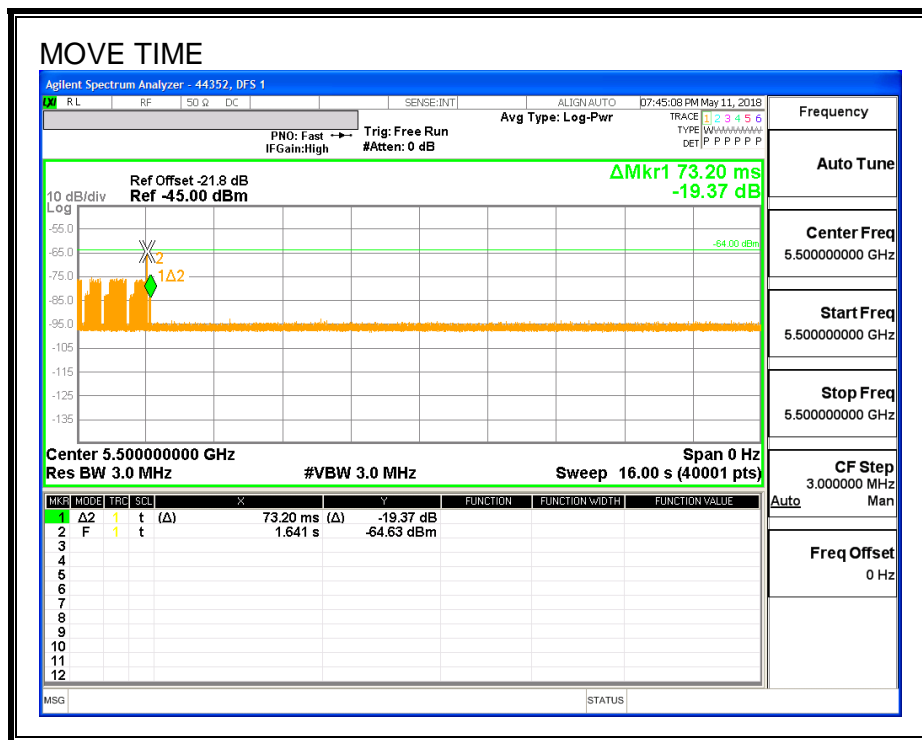 MOVE TIME
Agilent Spectrum Analyzer - 44352, DFS 1
LXI RL RF 50 Ω DC SENSE:INT ALIGN AUTO 07:45:08 PM May 11, 2018
Frequency
PNO: Fast
IFGain:High
Trig: Free Run
#Atten: 0 dB
Avg Type: Log-Pwr
TRACE 1 2 3 4 5 6
TYPE WWWWWW
DET P P P P P P
Auto Tune
ΔMkr1 73.20 ms
-19.37 dB
Ref Offset -21.8 dB
10 dB/div Ref -45.00 dBm
Log
-55.0
-65.0
-75.0
-85.0
-95.0
-105
-115
-125
-135
-64.00 dBm
2
1Δ2
Center Freq
5.500000000 GHz
Start Freq
5.500000000 GHz
Stop Freq
5.500000000 GHz
Center 5.500000000 GHz Span 0 Hz
Res BW 3.0 MHz #VBW 3.0 MHz Sweep 16.00 s (40001 pts)
CF Step
3.000000 MHz
Auto Man
MKR MODE TRC SCL X Y FUNCTION FUNCTION WIDTH FUNCTION VALUE
1 Δ2 1 t (Δ) 73.20 ms (Δ) -19.37 dB
2 F 1 t 1.641 s -64.63 dBm
3
4
5
6
7
8
9
10
11
12
Freq Offset
0 Hz
MSG STATUS